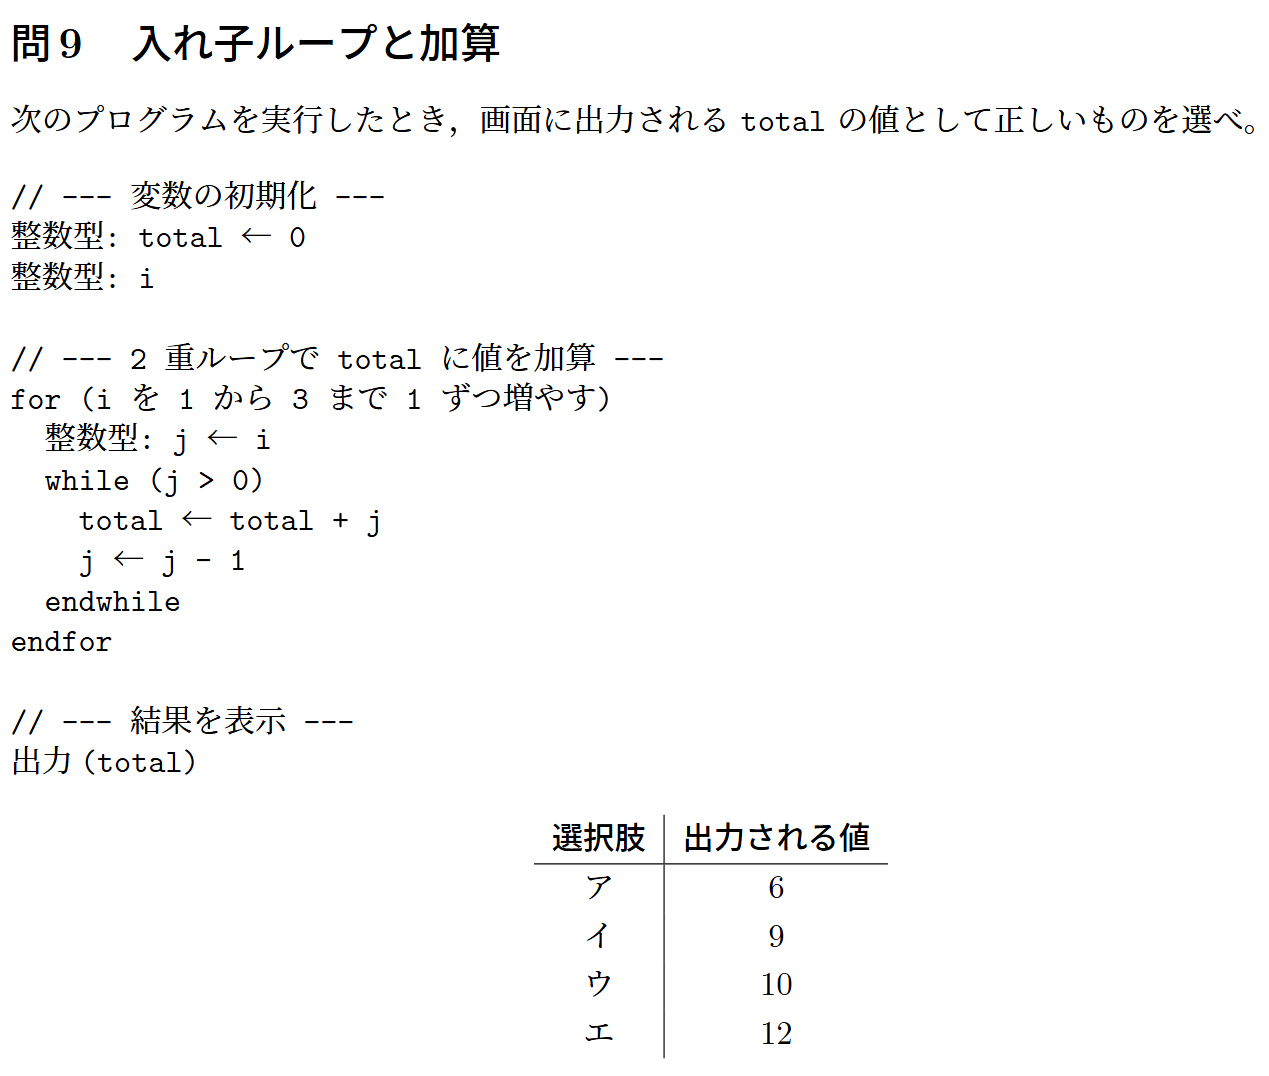 問9 入れ子ループと加算
次のプログラムを実行したとき，画面に出力される total の値として正しいものを選べ。
// --- 変数の初期化 ---
整数型: total ← 0
整数型: i
// --- 2 重ループで total に値を加算 ---
for (i を 1 から 3 まで 1 ずつ増やす)
  整数型: j ← i
  while (j > 0)
    total ← total + j
    j ← j - 1
  endwhile
endfor
// --- 結果を表示 ---
出力(total)
選択肢 出力される値
ア 6
イ 9
ウ 10
エ 12